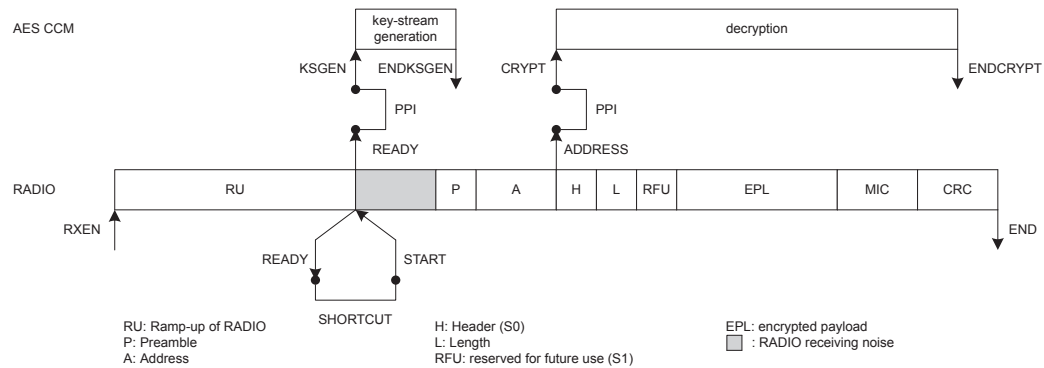 AES CCM
key-stream
generation
decryption
KSGEN
ENDKSGEN
CRYPT
ENDCRYPT
PPI
PPI
READY
ADDRESS
RADIO
RU
P
A
H
L
RFU
EPL
MIC
CRC
RXEN
END
READY
START
SHORTCUT
RU: Ramp-up of RADIO
P: Preamble
A: Address
H: Header (S0)
L: Length
RFU: reserved for future use (S1)
EPL: encrypted payload
: RADIO receiving noise